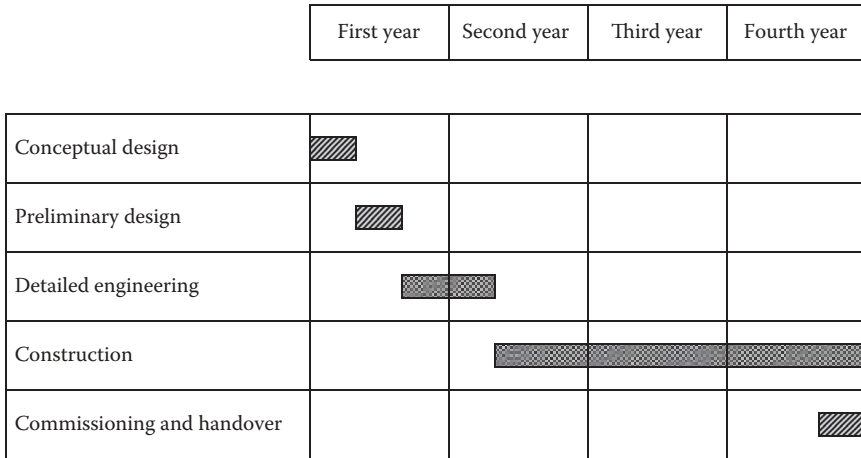 First year Second year Third year Fourth year
Conceptual design
Preliminary design
Detailed engineering
Construction
Commissioning and handover